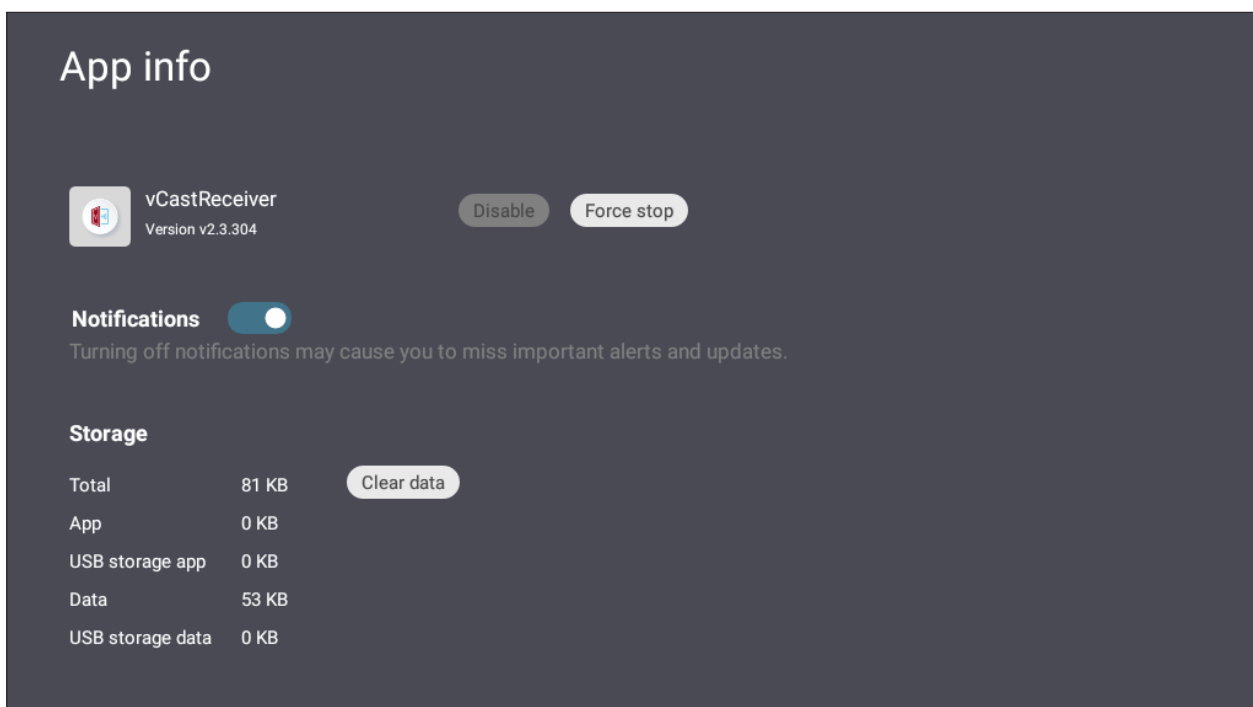 App info
vCastReceiver
Version v2.3.304
Disable
Force stop
Notifications
Turning off notifications may cause you to miss important alerts and updates.
Storage
Total 81 KB Clear data
App 0 KB
USB storage app 0 KB
Data 53 KB
USB storage data 0 KB